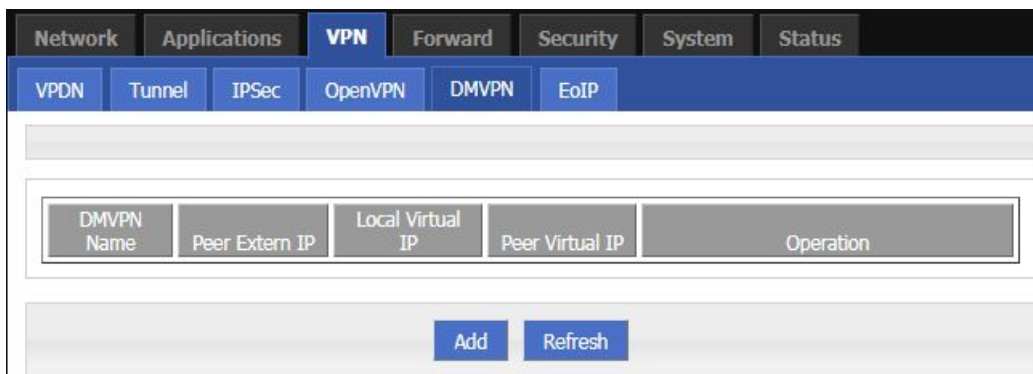 Network Applications VPN Forward Security System Status
VPDN Tunnel IPSec OpenVPN DMVPN EoIP
DMVPN
Name
Peer Extern IP
Local Virtual
IP
Peer Virtual IP
Operation
Add Refresh